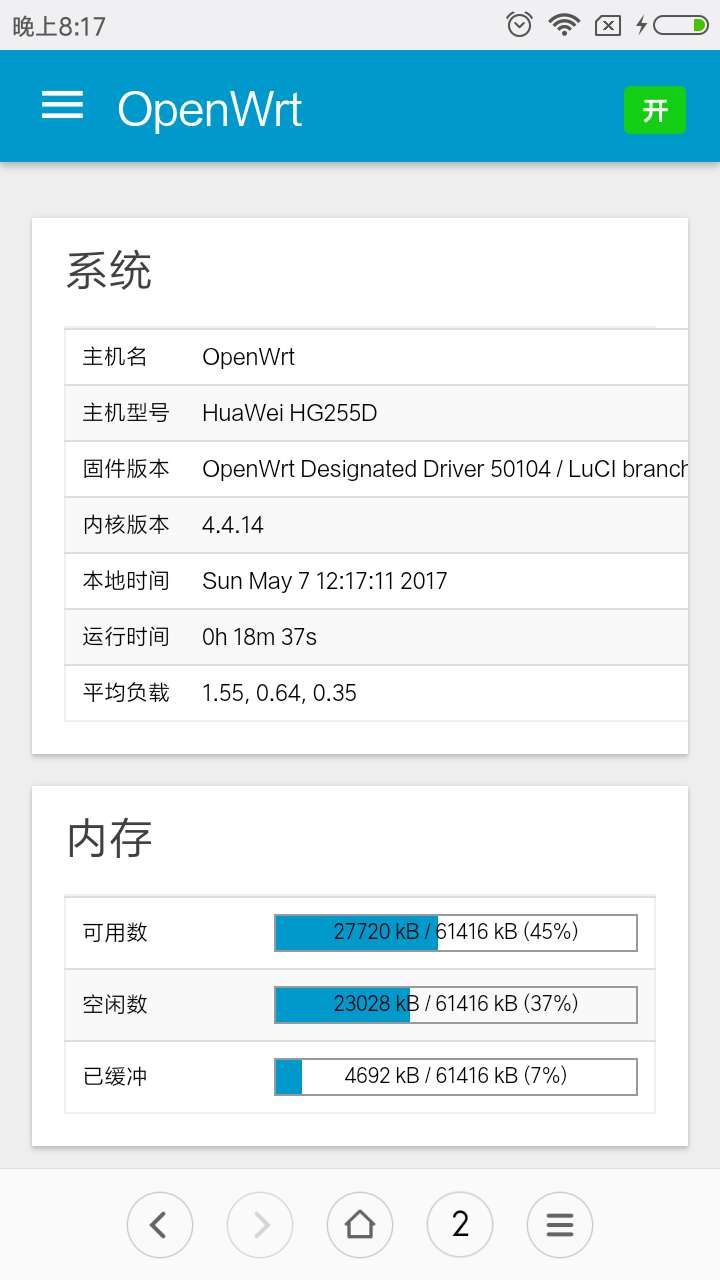 晚上8:17
OpenWrt
开
系统
主机名 OpenWrt
主机型号 HuaWei HG255D
固件版本 OpenWrt Designated Driver 50104 / LuCI branch
内核版本 4.4.14
本地时间 Sun May 7 12:17:11 2017
运行时间 0h 18m 37s
平均负载 1.55, 0.64, 0.35
内存
可用数 27720 kB / 61416 kB (45%)
空闲数 23028 kB / 61416 kB (37%)
已缓冲 4692 kB / 61416 kB (7%)
2